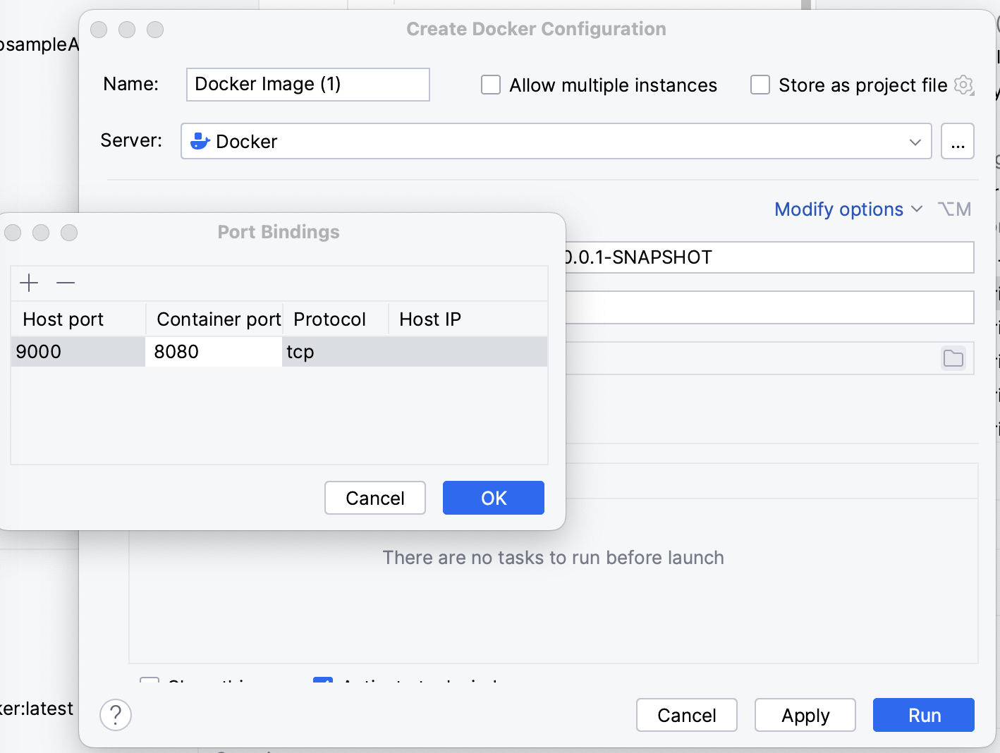 Create Docker Configuration
Name: Docker Image (1) Allow multiple instances Store as project file
Server: Docker ...
Modify options ⌥M
0.0.1-SNAPSHOT
Port Bindings
Host port Container port Protocol Host IP
9000 8080 tcp
Cancel OK
There are no tasks to run before launch
ker:latest
? Cancel Apply Run